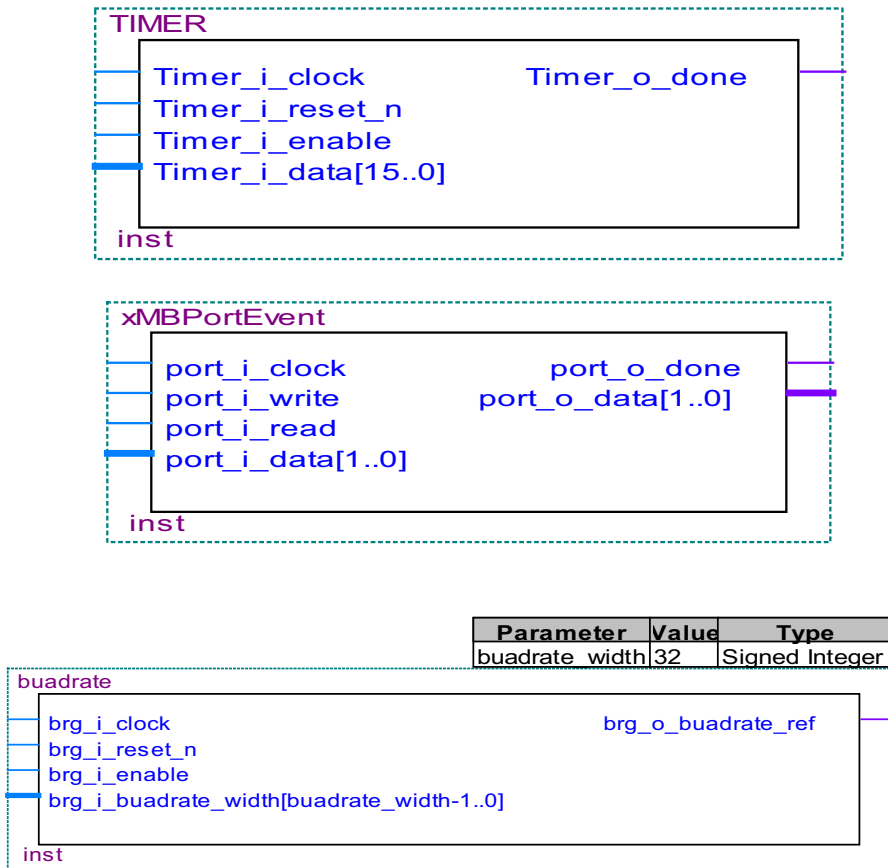 TIMER
Timer_i_clock Timer_o_done
Timer_i_reset_n
Timer_i_enable
Timer_i_data[15..0]
inst
xMBPortEvent
port_i_clock port_o_done
port_i_write port_o_data[1..0]
port_i_read
port_i_data[1..0]
inst
Parameter Value Type
buadrate_width 32 Signed Integer
buadrate
brg_i_clock brg_o_buadrate_ref
brg_i_reset_n
brg_i_enable
brg_i_buadrate_width[buadrate_width-1..0]
inst